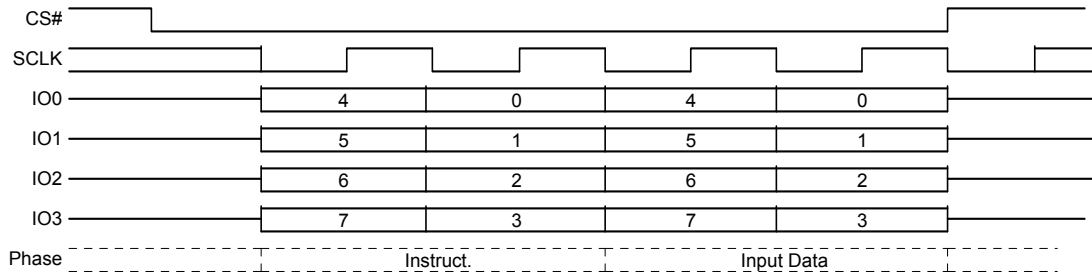 CS#
SCLK
IO0 4 0 4 0
IO1 5 1 5 1
IO2 6 2 6 2
IO3 7 3 7 3
Phase Instruct. Input Data